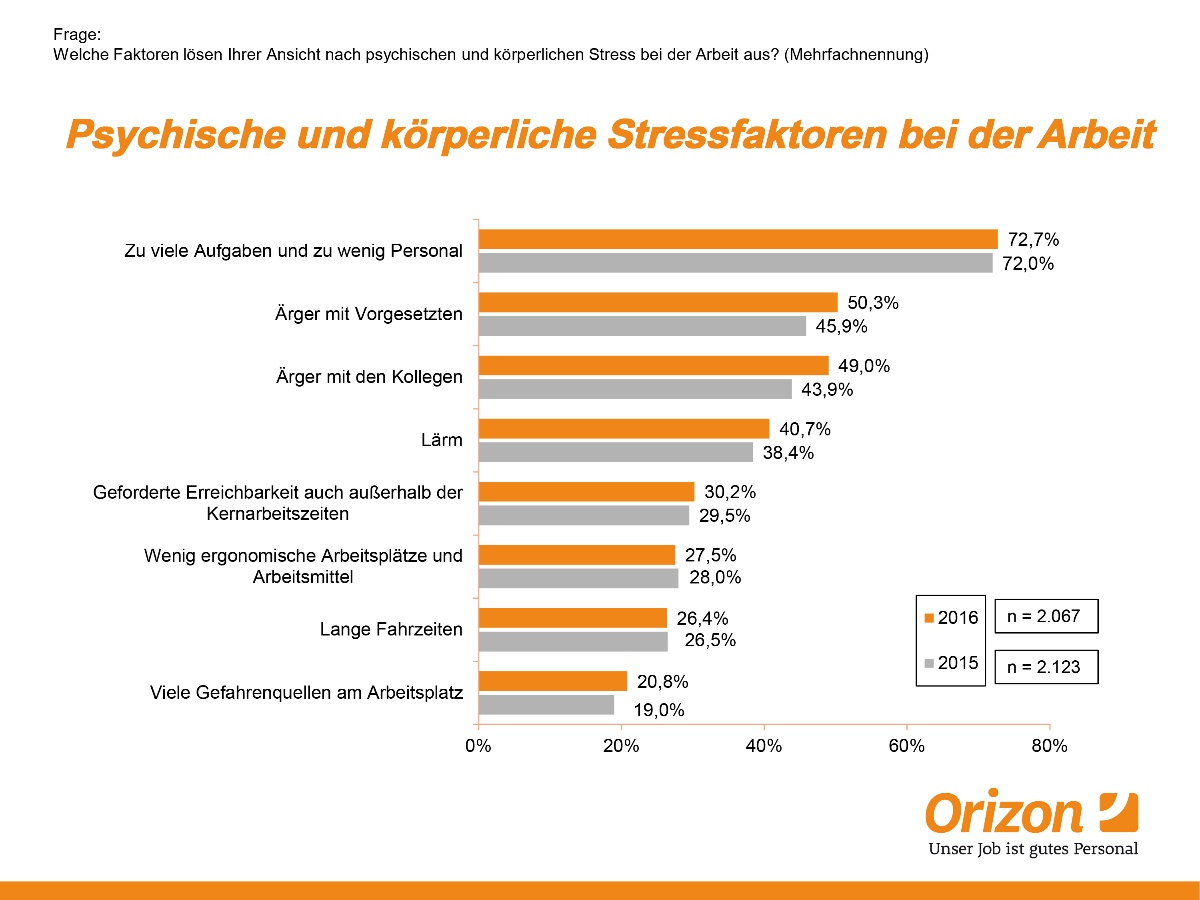 Frage:
Welche Faktoren lösen Ihrer Ansicht nach psychischen und körperlichen Stress bei der Arbeit aus? (Mehrfachnennung)
Psychische und körperliche Stressfaktoren bei der Arbeit
Zu viele Aufgaben und zu wenig Personal
72,7%
72,0%
Ärger mit Vorgesetzten
50,3%
45,9%
Ärger mit den Kollegen
49,0%
43,9%
Lärm
40,7%
38,4%
Geforderte Erreichbarkeit auch außerhalb der
Kernarbeitszeiten
30,2%
29,5%
Wenig ergonomische Arbeitsplätze und
Arbeitsmittel
27,5%
28,0%
Lange Fahrzeiten
26,4%
26,5%
Viele Gefahrenquellen am Arbeitsplatz
20,8%
19,0%
2016 n = 2.067
2015 n = 2.123
0% 20% 40% 60% 80%
Orizon
Unser Job ist gutes Personal